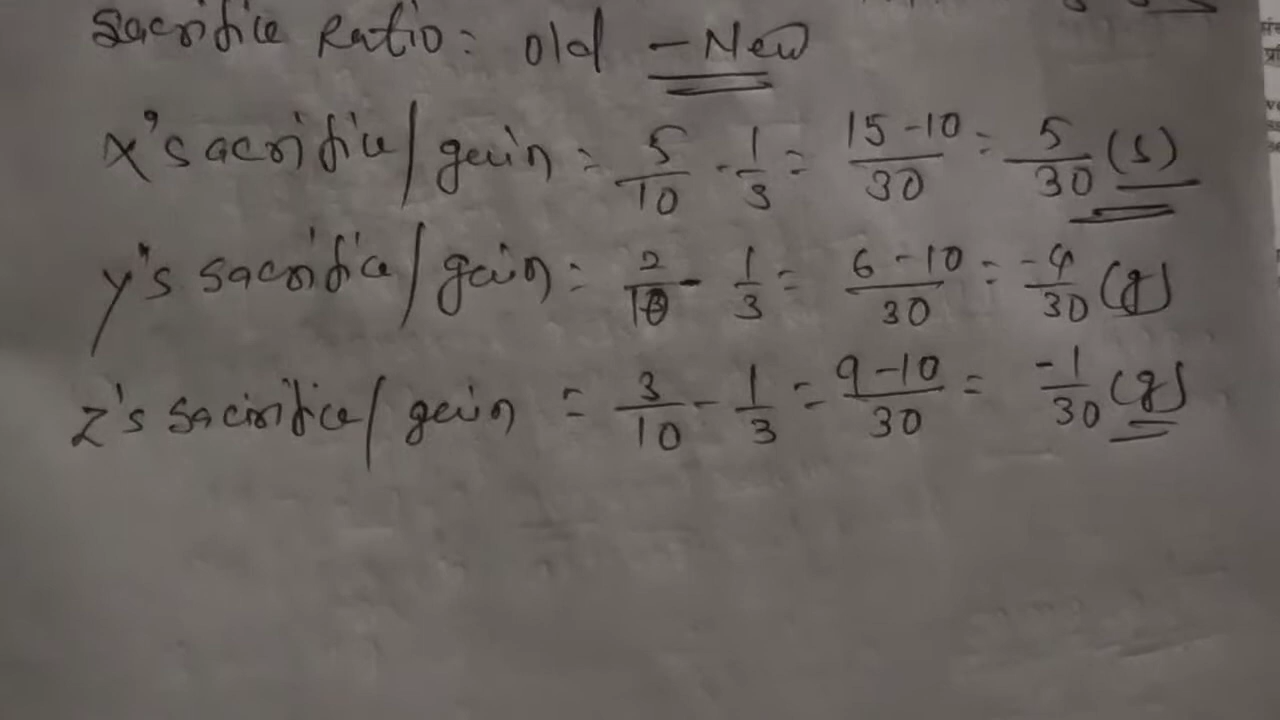 Sacrifice Ratio: Old - New
X's sacrifice/gain = 5/10 - 1/3 = 15-10/30 = 5/30 (s)
Y's sacrifice/gain = 2/10 - 1/3 = 6-10/30 = -4/30 (g)
Z's sacrifice/gain = 3/10 - 1/3 = 9-10/30 = -1/30 (g)